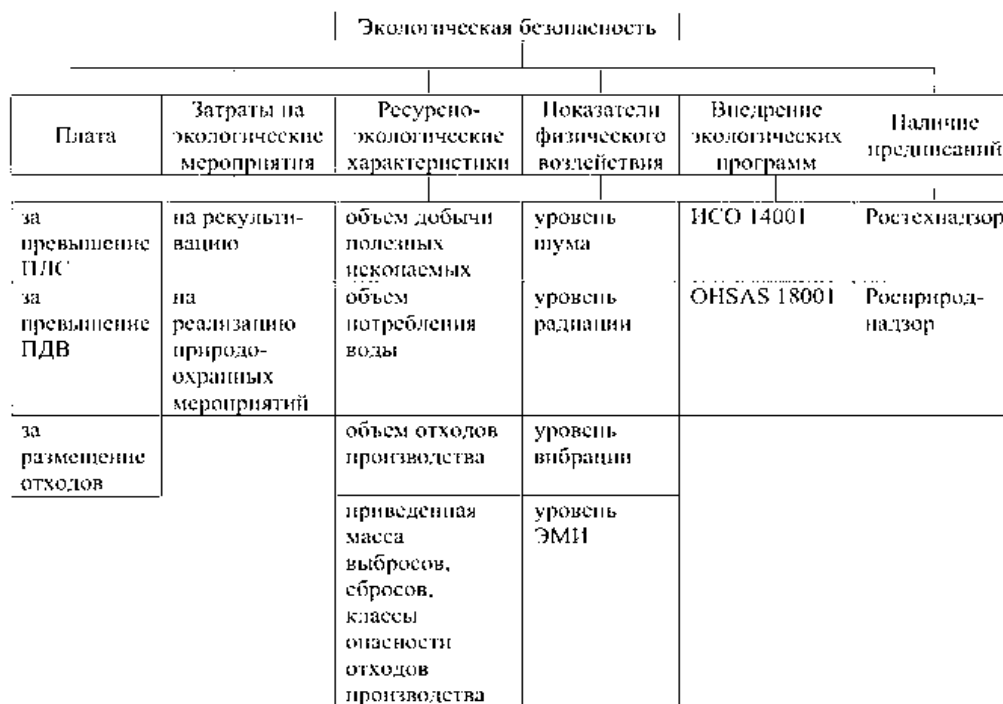 Экологическая безопасность
Плата
Затраты на
экологические
мероприятия
Ресурсно-
экологические
характеристики
Показатели
физического
воздействия
Внедрение
экологических
программ
Наличие
предписаний
за
превышение
ПДС
на рекульти-
вацию
объем добычи
полезных
ископаемых
уровень
шума
ИСО 14001
Ростехнадзор
за
превышение
ПДВ
на
реализацию
природо-
охранных
мероприятий
объем
потребления
воды
уровень
радиации
OHSAS 18001
Росприрод-
надзор
за
размещение
отходов
объем отходов
производства
уровень
вибрации
приведенная
масса
выбросов,
сбросов,
классы
опасности
отходов
производства
уровень
ЭМИ